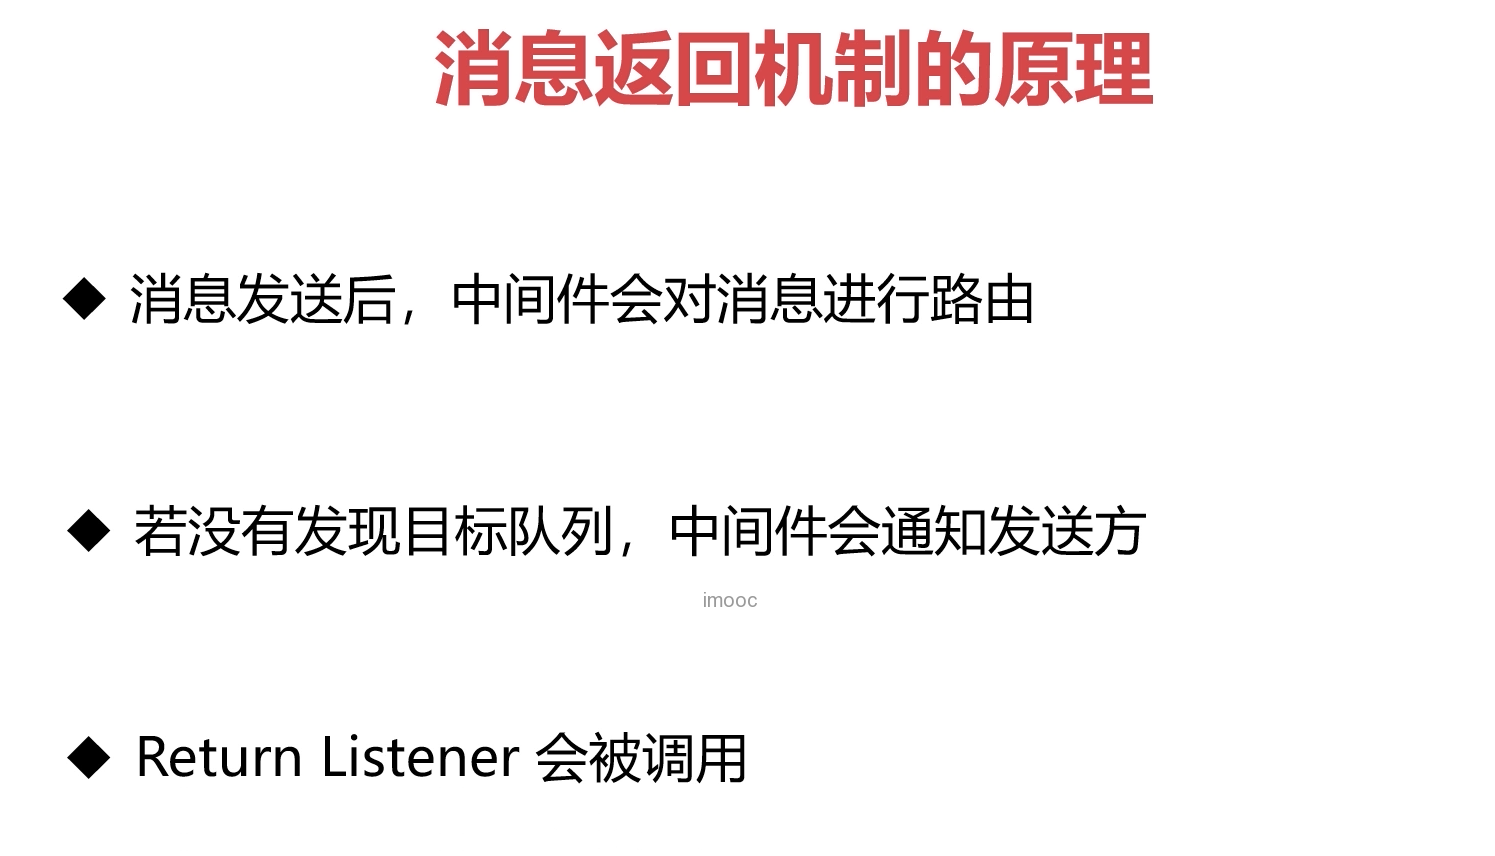 消息返回机制的原理
◆ 消息发送后，中间件会对消息进行路由
◆ 若没有发现目标队列，中间件会通知发送方
imooc
◆ Return Listener 会被调用